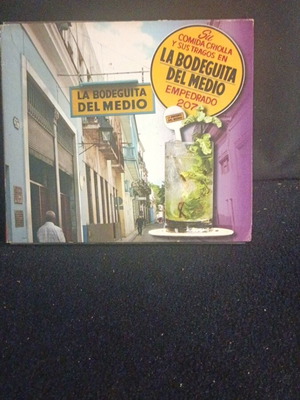 Su
COMIDA CRIOLLA
Y SUS TRAGOS EN
LA BODEGUITA
DEL MEDIO
EMPEDRADO
207
LA BODEGUITA
DEL MEDIO